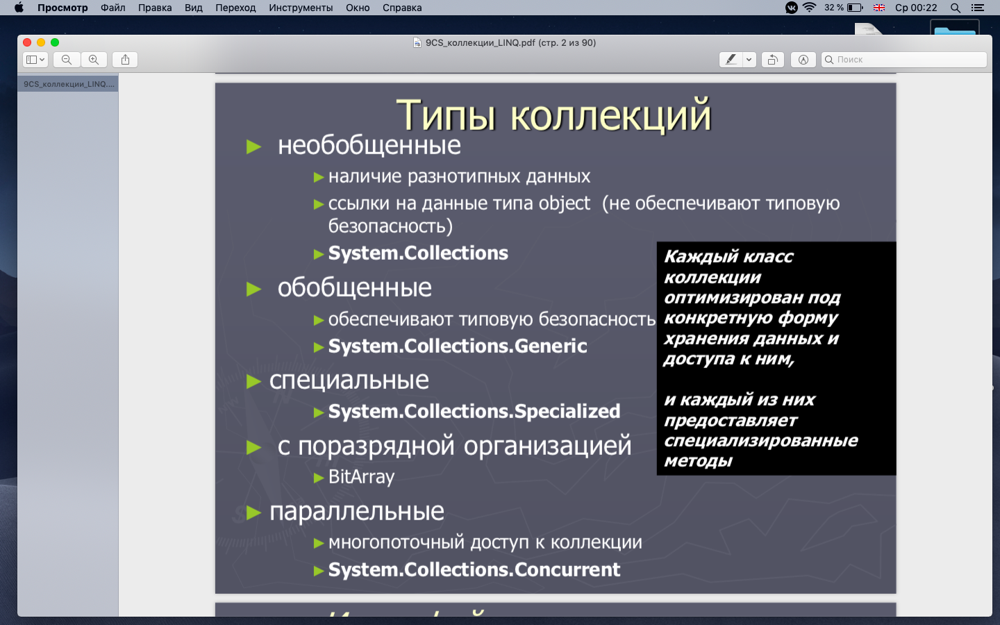 Просмотр Файл Правка Вид Переход Инструменты Окно Справка 32 % Ср 00:22
9CS_коллекции_LINQ.pdf (стр. 2 из 90)
Поиск
9CS_коллекции_LINQ....
Типы коллекций
► необобщенные
► наличие разнотипных данных
► ссылки на данные типа object (не обеспечивают типовую
безопасность)
► System.Collections
► обобщенные
► обеспечивают типовую безопасность
► System.Collections.Generic
► специальные
► System.Collections.Specialized
► с поразрядной организацией
► BitArray
► параллельные
► многопоточный доступ к коллекции
► System.Collections.Concurrent
Каждый класс
коллекции
оптимизирован под
конкретную форму
хранения данных и
доступа к ним,
и каждый из них
предоставляет
специализированные
методы